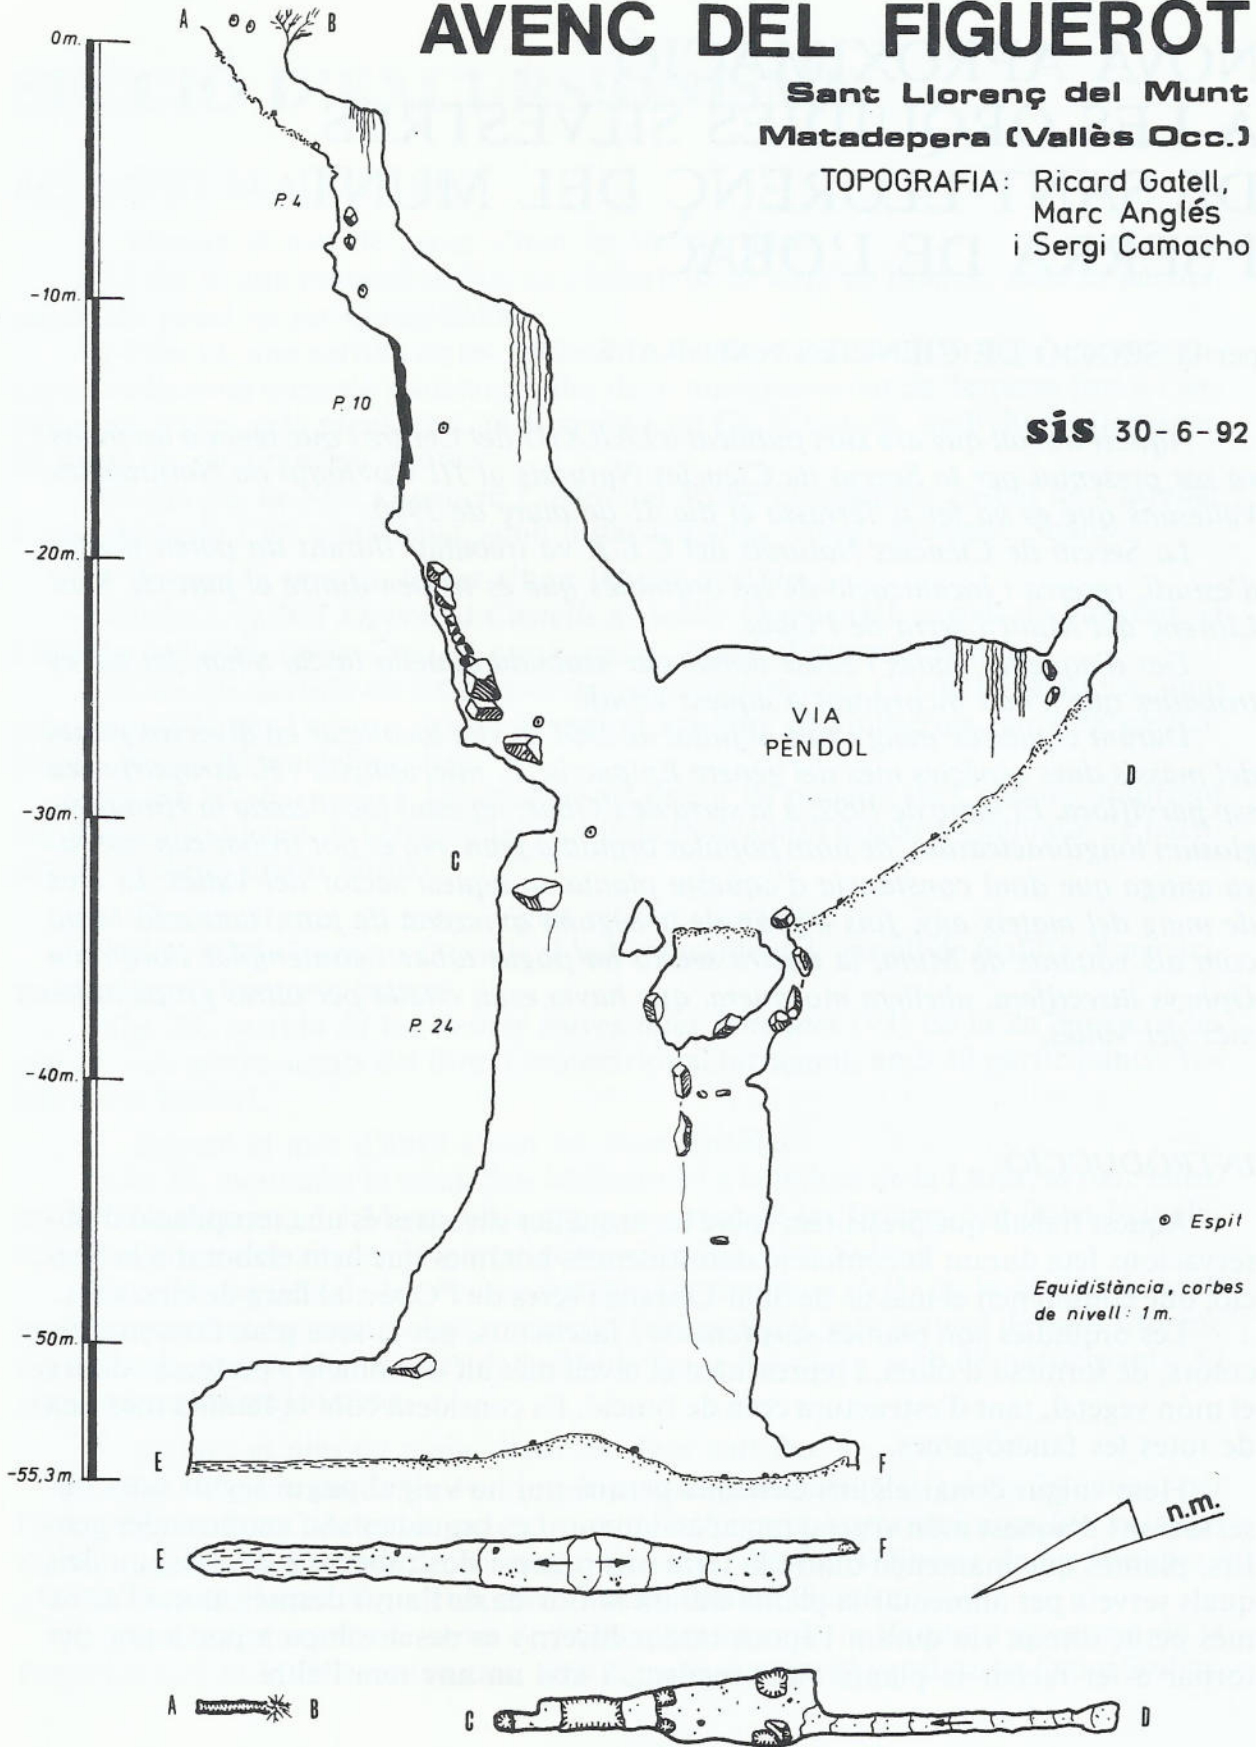 AVENC DEL FIGUEROT
Sant Llorenç del Munt
Matadepera (Vallès Occ.)
TOPOGRAFIA: Ricard Gatell,
Marc Anglés
i Sergi Camacho
sis 30-6-92
A
B
0m.
P. 4
-10m.
P. 10
-20m.
VIA
PÈNDOL
D
-30m.
C
P. 24
-40m.
Espit
Equidistància, corbes
de nivell: 1m.
-50m.
-55,3m.
E
F
n.m.
E
F
A
B
C
D